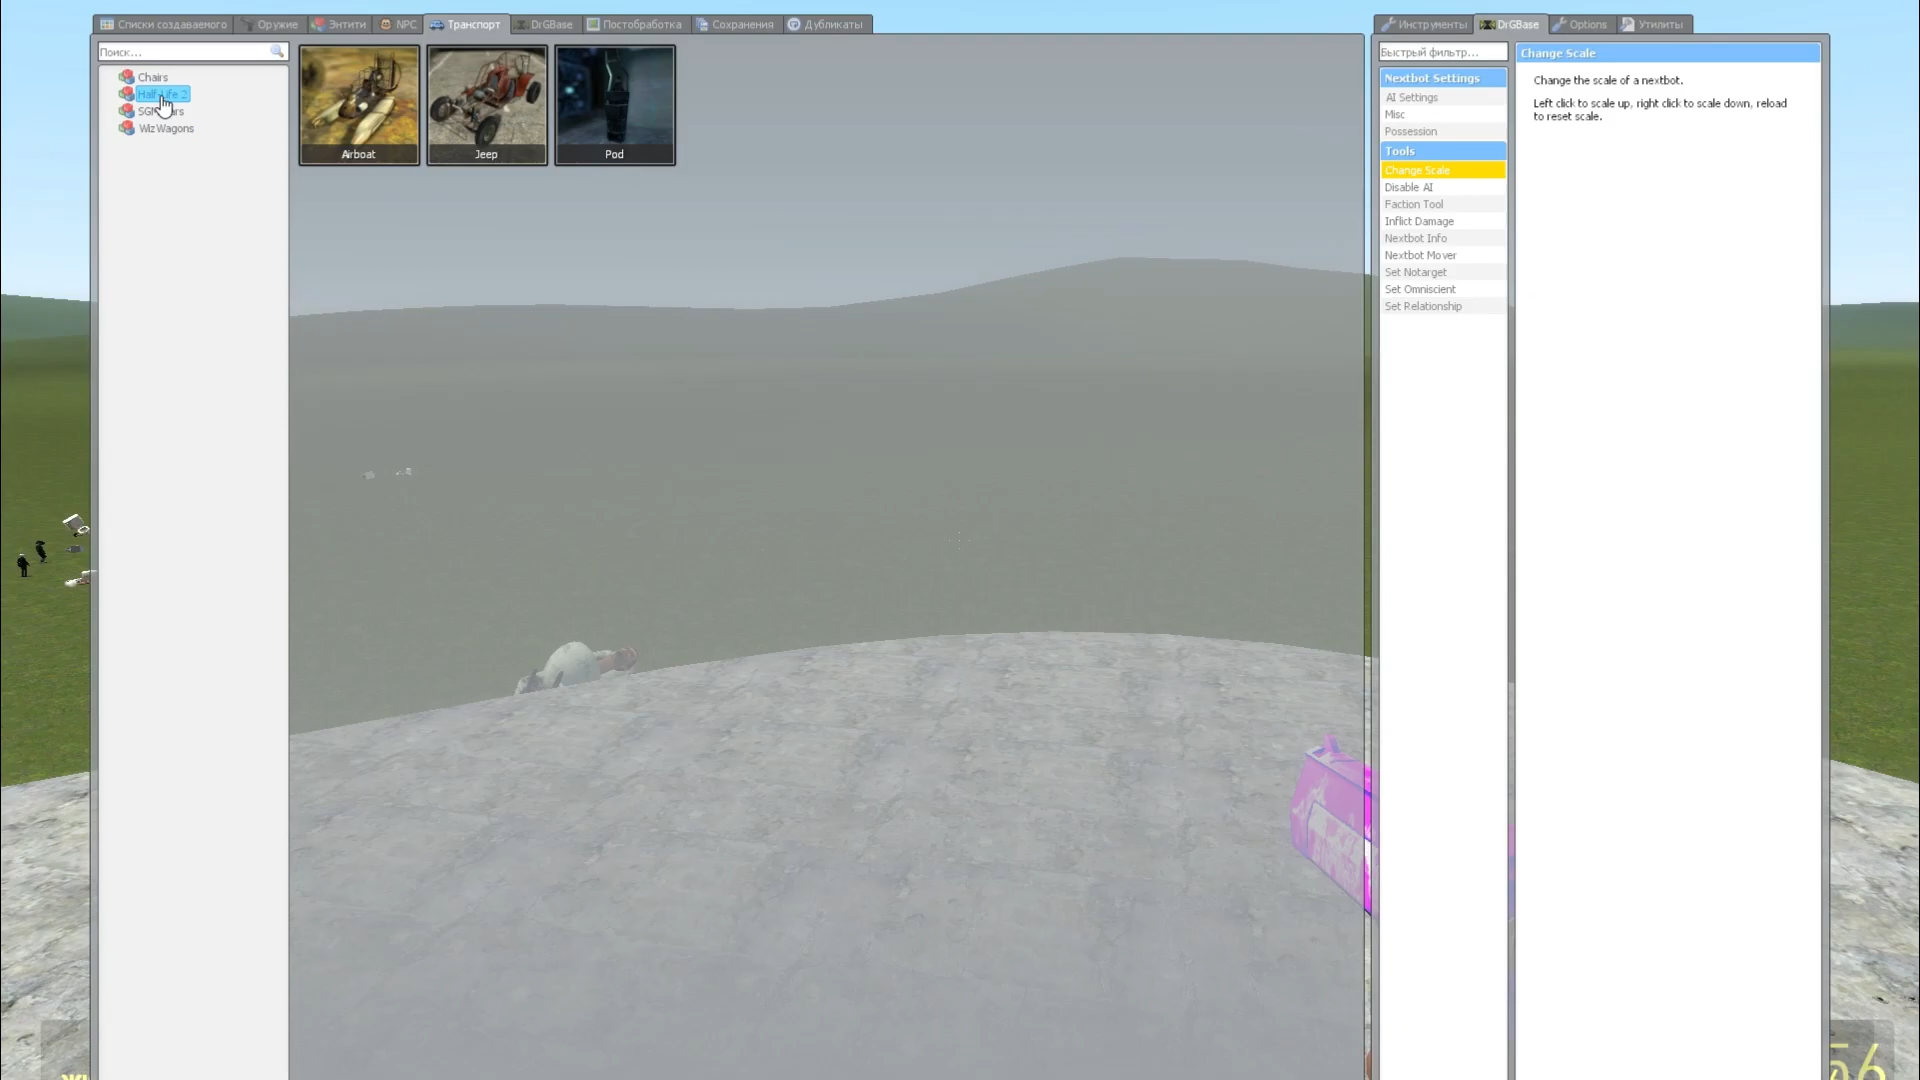 Списки создаваемого Оружие Энтити NPC Транспорт DrGBase Постобработка Сохранения Дубликаты
Поиск...
Chairs
Half-Life 2
WizWagons
Airboat Jeep Pod
Инструменты DrGBase Options Утилиты
Быстрый фильтр...
Nextbot Settings
AI Settings
Misc
Possession
Tools
Change Scale
Disable AI
Faction Tool
Inflict Damage
Nextbot Info
Nextbot Mover
Set Notarget
Set Omniscient
Set Relationship
Change Scale
Change the scale of a nextbot.
Left click to scale up, right click to scale down, reload
to reset scale.
56